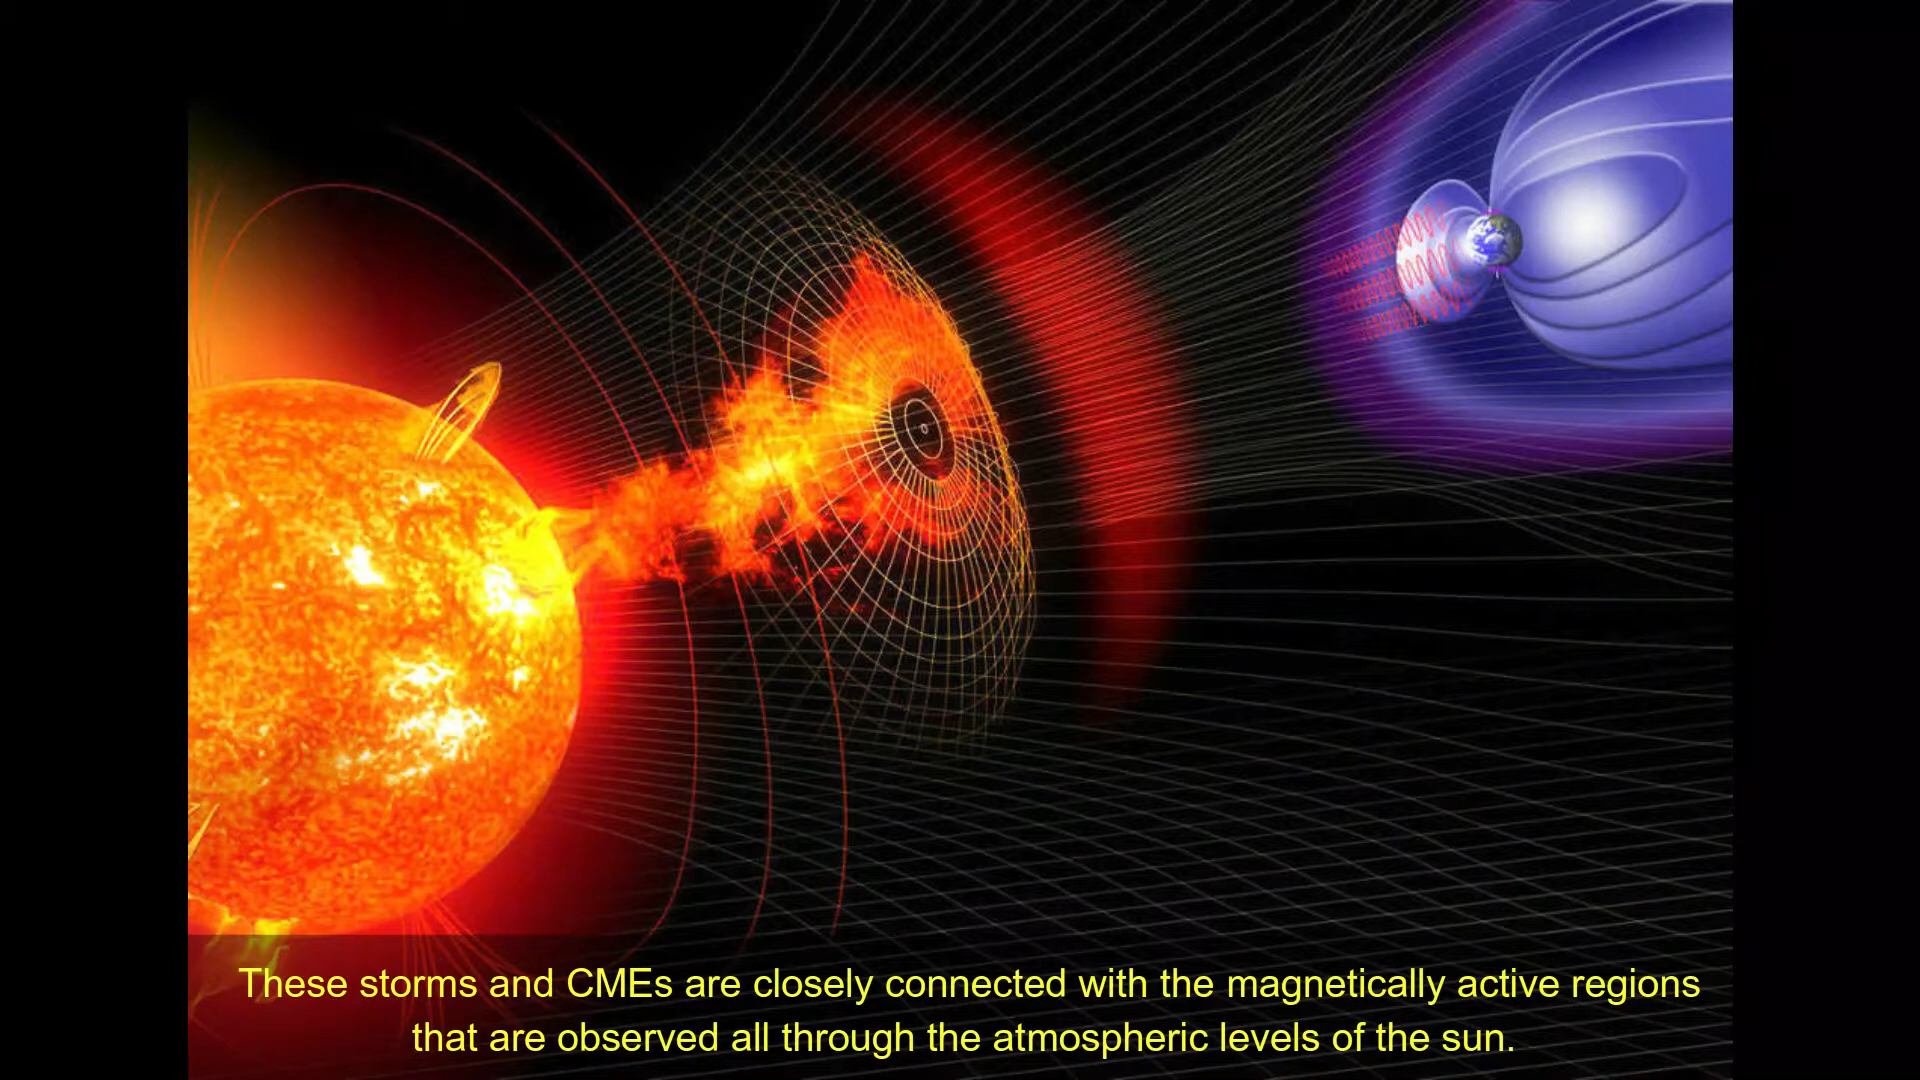 These storms and CMEs are closely connected with the magnetically active regions
that are observed all through the atmospheric levels of the sun.